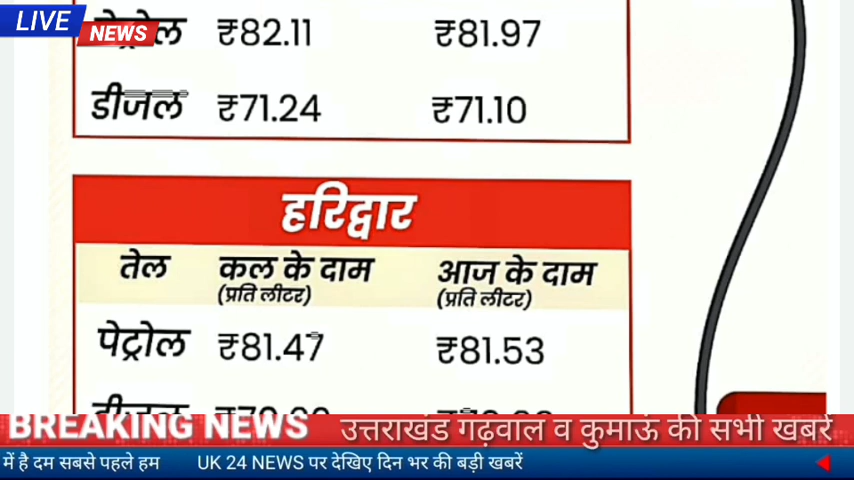 LIVE
NEWS
पेट्रोल ₹82.11 ₹81.97
डीजल ₹71.24 ₹71.10
हरिद्वार
तेल कल के दाम आज के दाम
(प्रति लीटर) (प्रति लीटर)
पेट्रोल ₹81.47 ₹81.53
डीजल
BREAKING NEWS उत्तराखंड गढ़वाल व कुमाऊं की सभी खबरें
में है दम सबसे पहले हम UK 24 NEWS पर देखिए दिन भर की बड़ी खबरें